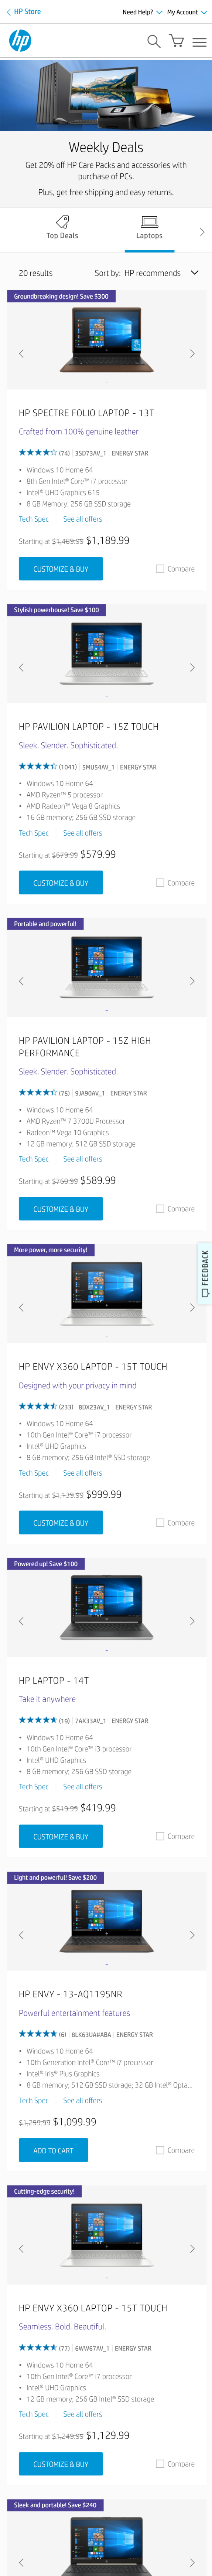 HP Store
Need Help? My Account
hp
Weekly Deals
Get 20% off HP Care Packs and accessories with
purchase of PCs.
Plus, get free shipping and easy returns.
Top Deals Laptops
20 results Sort by: HP recommends
Groundbreaking design! Save $300
HP SPECTRE FOLIO LAPTOP - 13T
Crafted from 100% genuine leather
(74) 3SD73AV_1 ENERGY STAR
• Windows 10 Home 64
• 8th Gen Intel® Core™ i7 processor
• Intel® UHD Graphics 615
• 8 GB Memory; 256 GB SSD storage
Tech Spec See all offers
Starting at $1,489.99 $1,189.99
CUSTOMIZE & BUY Compare
Stylish powerhouse! Save $100
HP PAVILION LAPTOP - 15Z TOUCH
Sleek. Slender. Sophisticated.
(1041) 5MU54AV_1 ENERGY STAR
• Windows 10 Home 64
• AMD Ryzen™ 5 processor
• AMD Radeon™ Vega 8 Graphics
• 16 GB memory; 256 GB SSD storage
Tech Spec See all offers
Starting at $679.99 $579.99
CUSTOMIZE & BUY Compare
Portable and powerful!
HP PAVILION LAPTOP - 15Z HIGH
PERFORMANCE
Sleek. Slender. Sophisticated.
(75) 9JA90AV_1 ENERGY STAR
• Windows 10 Home 64
• AMD Ryzen™ 7 3700U Processor
• Radeon™ Vega 10 Graphics
• 12 GB memory; 512 GB SSD storage
Tech Spec See all offers
Starting at $769.99 $589.99
CUSTOMIZE & BUY Compare
FEEDBACK
More power, more security!
HP ENVY X360 LAPTOP - 15T TOUCH
Designed with your privacy in mind
(233) 8DX23AV_1 ENERGY STAR
• Windows 10 Home 64
• 10th Gen Intel® Core™ i7 processor
• Intel® UHD Graphics
• 8 GB memory; 256 GB Intel® SSD storage
Tech Spec See all offers
Starting at $1,139.99 $999.99
CUSTOMIZE & BUY Compare
Powered up! Save $100
HP LAPTOP - 14T
Take it anywhere
(19) 7AX33AV_1 ENERGY STAR
• Windows 10 Home 64
• 10th Gen Intel® Core™ i3 processor
• Intel® UHD Graphics
• 8 GB memory; 256 GB SSD storage
Tech Spec See all offers
Starting at $519.99 $419.99
CUSTOMIZE & BUY Compare
Light and powerful! Save $200
HP ENVY - 13-AQ1195NR
Powerful entertainment features
(6) 8LK63UA#ABA ENERGY STAR
• Windows 10 Home 64
• 10th Generation Intel® Core™ i7 processor
• Intel® Iris® Plus Graphics
• 8 GB memory; 512 GB SSD storage; 32 GB Intel® Opta...
Tech Spec See all offers
$1,299.99 $1,099.99
ADD TO CART Compare
Cutting-edge security!
HP ENVY X360 LAPTOP - 15T TOUCH
Seamless. Bold. Beautiful.
(77) 6WW67AV_1 ENERGY STAR
• Windows 10 Home 64
• 10th Gen Intel® Core™ i7 processor
• Intel® UHD Graphics
• 12 GB memory; 256 GB Intel® SSD storage
Tech Spec See all offers
Starting at $1,249.99 $1,129.99
CUSTOMIZE & BUY Compare
Sleek and portable! Save $240